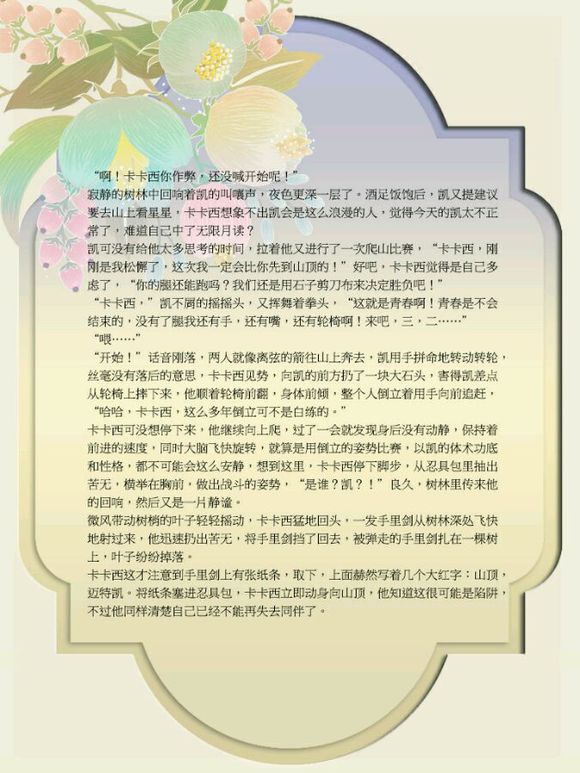 “啊！卡卡西你作弊，还没喊开始呢！”
寂静的树林中回响着凯的叫嚷声，夜色更深一层了。酒足饭饱后，凯又提建议
要去山上看星星，卡卡西想象不出凯会是这么浪漫的人，觉得今天的凯太不正
常了，难道自己中了无限月读？
凯可没有给他太多思考的时间，拉着他又进行了一次爬山比赛，“卡卡西，刚
刚是我松懈了，这次我一定会比你先到山顶的！”好吧，卡卡西觉得是自己多
虑了，“你的腿还能跑吗？我们还是用石子剪刀布来决定胜负吧！”
“卡卡西，”凯不屑的摇摇头，又挥舞着拳头，“这就是青春啊！青春是不会
结束的，没有了腿我还有手，还有嘴，还有轮椅啊！来吧，三，二……”
“喂……”
“开始！”话音刚落，两人就像离弦的箭往山上奔去，凯用手拼命地转动转轮，
丝毫没有落后的意思，卡卡西见势，向凯的前方扔了一块大石头，害得凯差点
从轮椅上摔下来，他顺着轮椅前翻，身体前倾，整个人倒立着用手向前追赶，
“哈哈，卡卡西，这么多年倒立可不是白练的。”
卡卡西可没想停下来，他继续向上爬，过了一会就发现身后没有动静，保持着
前进的速度，同时大脑飞快旋转，就算是用倒立的姿势比赛，以凯的体术功底
和性格，都不可能会这么安静，想到这里，卡卡西停下脚步，从忍具包里抽出
苦无，横举在胸前，做出战斗的姿势，“是谁？凯？！”良久，树林里传来他
的回响，然后又是一片静谧。
微风带动树梢的叶子轻轻摇动，卡卡西猛地回头，一发手里剑从树林深处飞快
地射过来，他迅速扔出苦无，将手里剑挡了回去，被弹走的手里剑扎在一棵树
上，叶子纷纷掉落。
卡卡西这才注意到手里剑上有张纸条，取下，上面赫然写着几个大红字：山顶，
迈特凯。将纸条塞进忍具包，卡卡西立即动身向山顶，他知道这很可能是陷阱，
不过他同样清楚自己已经不能再失去同伴了。